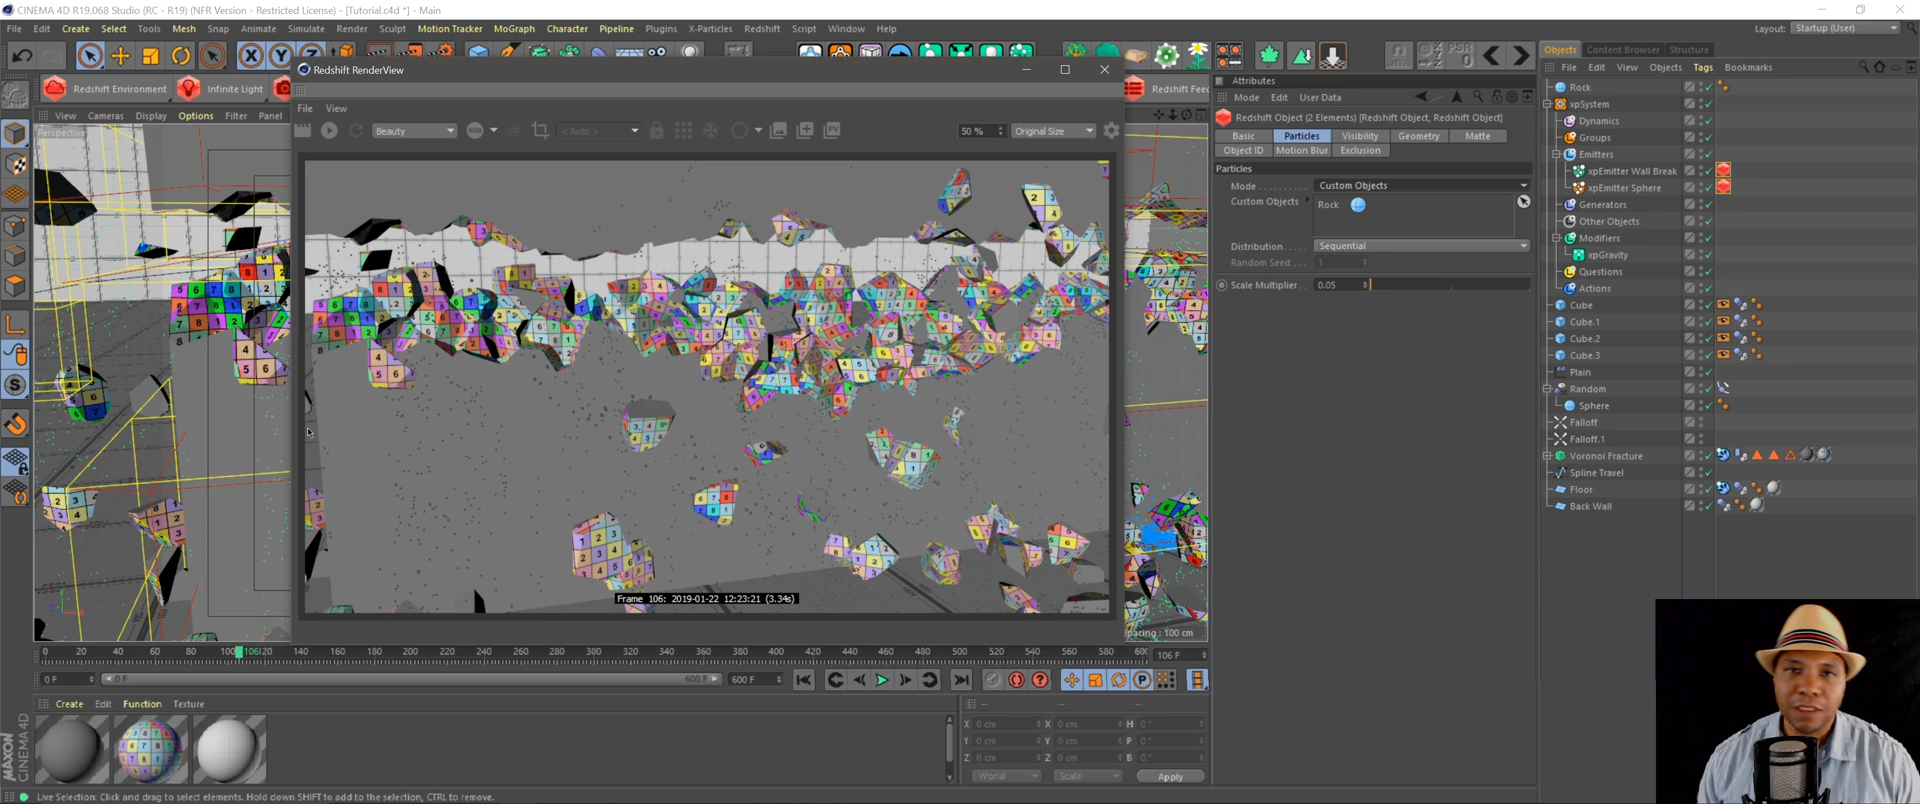 CINEMA 4D R19.068 Studio (RC - R19) (NFR Version - Restricted License) - [Tutorial.c4d *] - Main
File Edit Create Select Tools Mesh Snap Animate Simulate Render Sculpt Motion Tracker MoGraph Character Pipeline Plugins X-Particles Redshift Script Window Help
Layout: Startup (User)
PSR
Objects Content Browser Structure
File Edit View Objects Tags Bookmarks
Redshift Environment Infinite Light
Redshift RenderView
File View
Beauty < Auto > 50 % Original Size
View Cameras Display Options Filter Panel
Perspective
Frame 106: 2019-01-22 12:23:21 (3.34s)
pacing : 100 cm
Attributes
Mode Edit User Data
Redshift Object (2 Elements) [Redshift Object, Redshift Object]
Basic Particles Visibility Geometry Matte
Object ID Motion Blur Exclusion
Particles
Mode Custom Objects
Custom Objects Rock
Distribution Sequential
Random Seed 1
Scale Multiplier 0.05
Rock
xpSystem
Dynamics
Groups
Emitters
xpEmitter Wall Break
xpEmitter Sphere
Generators
Other Objects
Modifiers
xpGravity
Questions
Actions
Cube
Cube.1
Cube.2
Cube.3
Plain
Random
Sphere
Falloff
Falloff.1
Voronoi Fracture
Spline Travel
Floor
Back Wall
0 20 40 60 80 100 106 120 140 160 180 200 220 240 260 280 300 320 340 360 380 400 420 440 460 480 500 520 540 560 580 106 F
0 F 0 F 600 F 600 F
Create Edit Function Texture
X 0 cm X 0 cm H 0 °
Y 0 cm Y 0 cm P 0 °
Z 0 cm Z 0 cm B 0 °
World Scale Apply
MAXON CINEMA 4D
Live Selection: Click and drag to select elements. Hold down SHIFT to add to the selection, CTRL to remove.